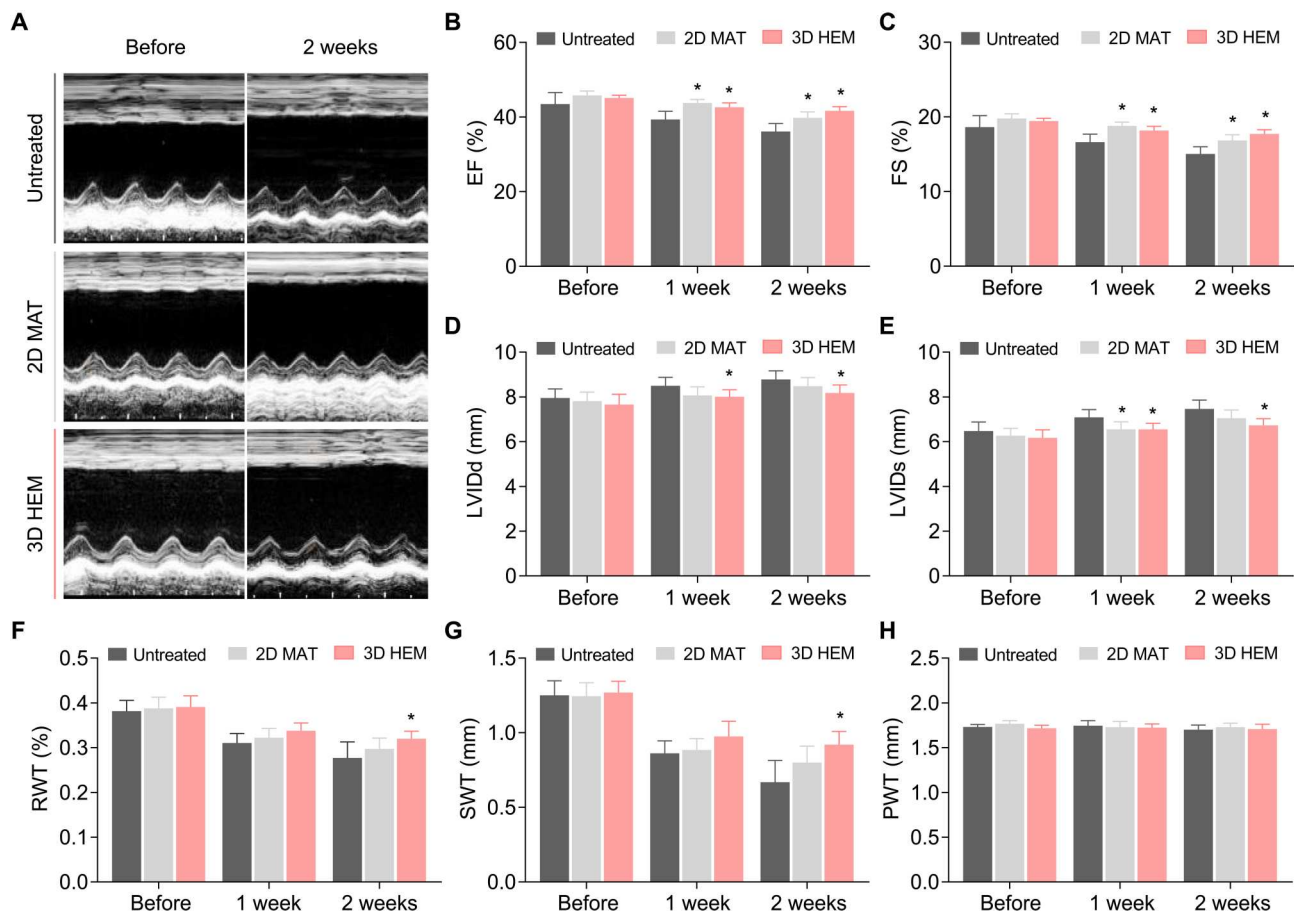 A
Before
2 weeks
Untreated
2D MAT
3D HEM
B
Untreated 2D MAT 3D HEM
EF (%)
60
40
20
0
* *
* *
Before 1 week 2 weeks
C
Untreated 2D MAT 3D HEM
FS (%)
30
20
10
0
* *
* *
Before 1 week 2 weeks
D
Untreated 2D MAT 3D HEM
LVIDd (mm)
10
8
6
4
2
0
*
*
Before 1 week 2 weeks
E
Untreated 2D MAT 3D HEM
LVIDs (mm)
10
8
6
4
2
0
* *
*
Before 1 week 2 weeks
F
Untreated 2D MAT 3D HEM
RWT (%)
0.5
0.4
0.3
0.2
0.1
0.0
*
Before 1 week 2 weeks
G
Untreated 2D MAT 3D HEM
SWT (mm)
1.5
1.0
0.5
0.0
*
Before 1 week 2 weeks
H
Untreated 2D MAT 3D HEM
PWT (mm)
2.5
2.0
1.5
1.0
0.5
0.0
Before 1 week 2 weeks